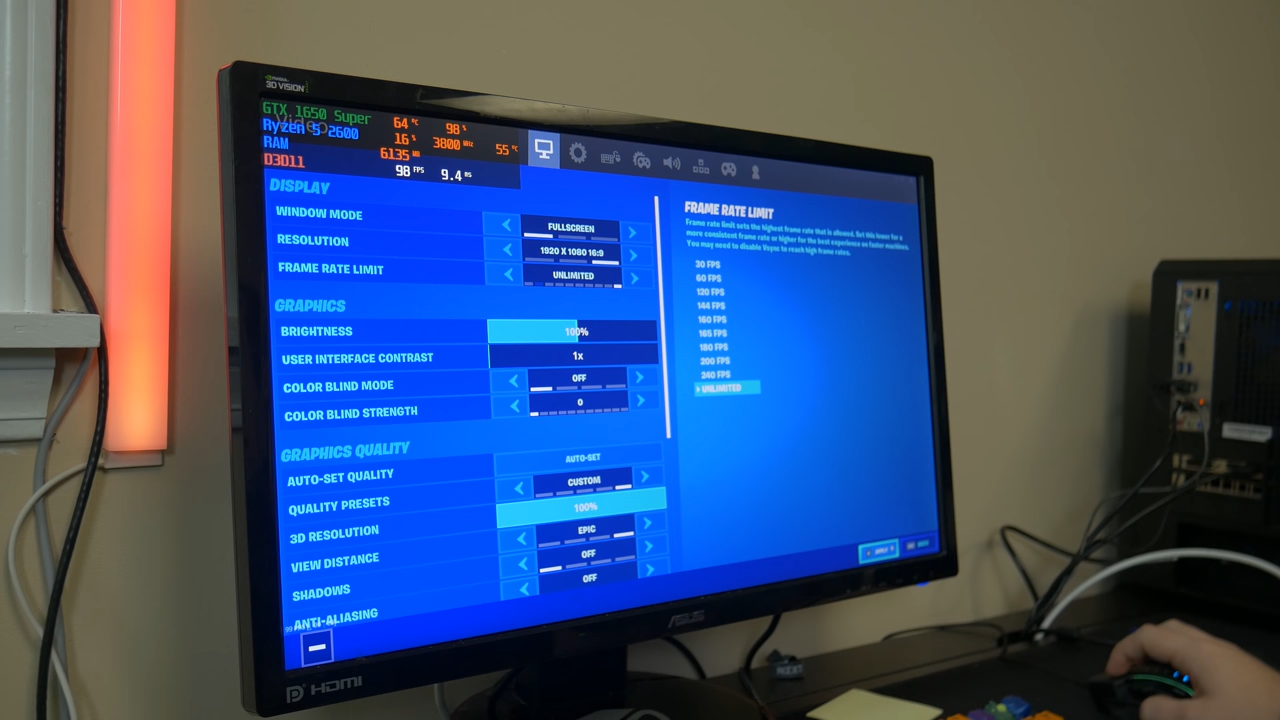 NVIDIA
3D VISION
GTX 1650 Super 64 °C 98 %
Video
Ryzen 5 2600 16 % 3800 MHz 55 °C
RAM 6135 MB
D3D11 98 FPS 9.4 ms
DISPLAY
WINDOW MODE FULLSCREEN
RESOLUTION 1920 X 1080 16:9
FRAME RATE LIMIT UNLIMITED
GRAPHICS
BRIGHTNESS 100%
USER INTERFACE CONTRAST 1x
COLOR BLIND MODE OFF
COLOR BLIND STRENGTH 0
GRAPHICS QUALITY
AUTO-SET QUALITY AUTO-SET
QUALITY PRESETS CUSTOM
3D RESOLUTION 100%
VIEW DISTANCE EPIC
SHADOWS OFF
ANTI-ALIASING OFF
FRAME RATE LIMIT
Frame rate limit sets the highest frame rate that is allowed. Set this lower for a
more consistent frame rate or higher for the best experience on faster machines.
You may need to disable Vsync to reach high frame rates.
30 FPS
60 FPS
120 FPS
144 FPS
160 FPS
165 FPS
180 FPS
200 FPS
240 FPS
UNLIMITED
ASUS
HDMI